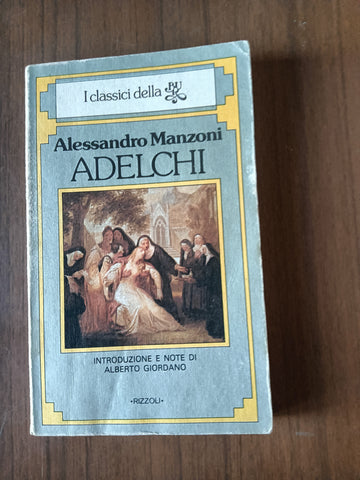 I classici della BUR
Alessandro Manzoni
ADELCHI
INTRODUZIONE E NOTE DI
ALBERTO GIORDANO
•RIZZOLI•